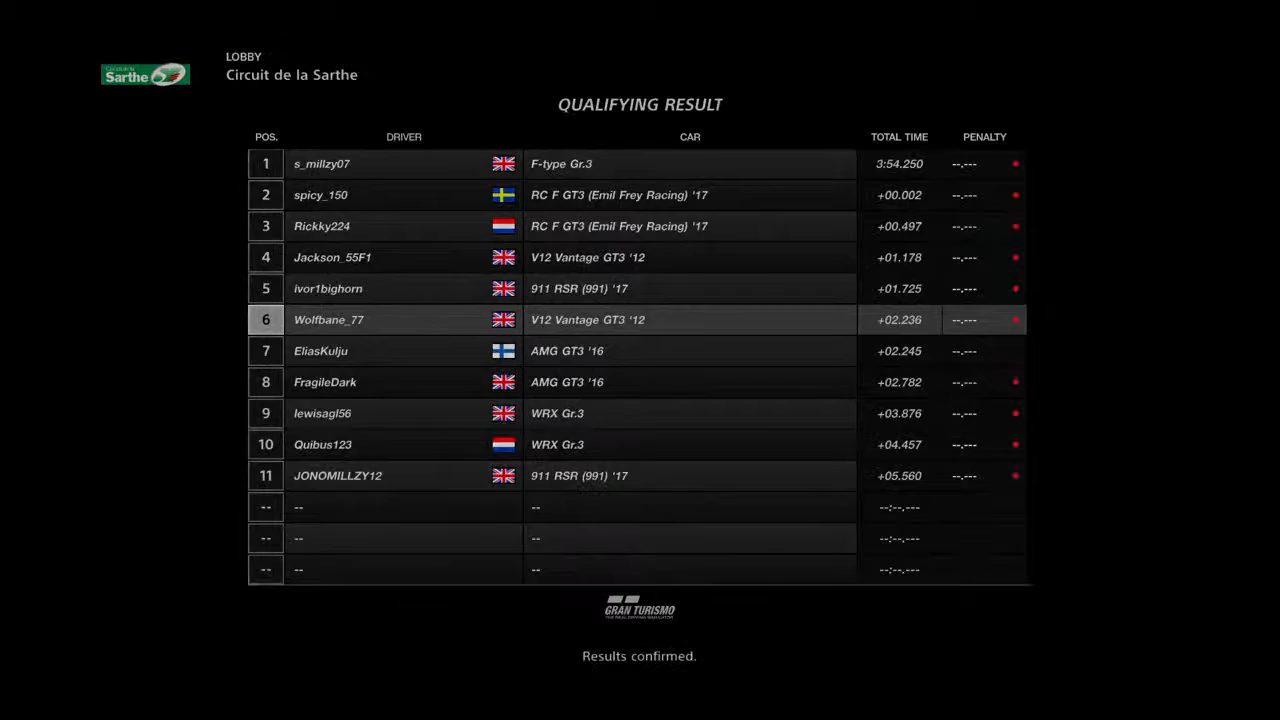 LOBBY
Circuit de la Sarthe
Sarthe
QUALIFYING RESULT
POS. DRIVER CAR TOTAL TIME PENALTY
1 s_millzy07 F-type Gr.3 3:54.250 --.---
2 spicy_150 RC F GT3 (Emil Frey Racing) '17 +00.002 --.---
3 Rickky224 RC F GT3 (Emil Frey Racing) '17 +00.497 --.---
4 Jackson_55F1 V12 Vantage GT3 '12 +01.178 --.---
5 ivor1bighorn 911 RSR (991) '17 +01.725 --.---
6 Wolfbane_77 V12 Vantage GT3 '12 +02.236 --.---
7 EliasKulju AMG GT3 '16 +02.245 --.---
8 FragileDark AMG GT3 '16 +02.782 --.---
9 lewisagl56 WRX Gr.3 +03.876 --.---
10 Quibus123 WRX Gr.3 +04.457 --.---
11 JONOMILLZY12 911 RSR (991) '17 +05.560 --.---
-- -- -- --:--.---
-- -- -- --:--.---
-- -- -- --:--.---
GRAN TURISMO
THE REAL DRIVING SIMULATOR
Results confirmed.